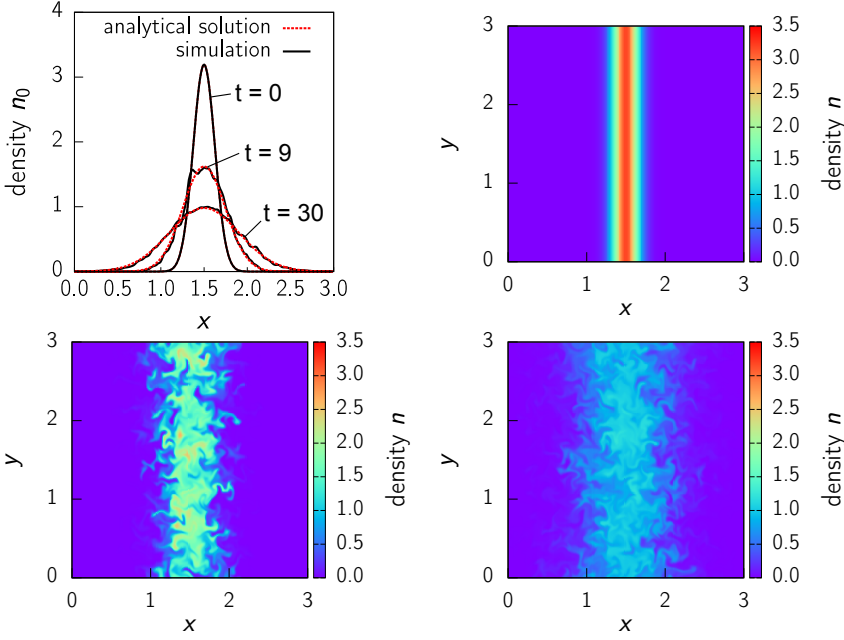 4
3
2
1
0
density n₀
analytical solution
simulation
t = 0
t = 9
t = 30
0.0 0.5 1.0 1.5 2.0 2.5 3.0
x
3
2
1
0
y
0 1 2 3
x
3.5
3.0
2.5
2.0
1.5
1.0
0.5
0.0
density n
3
2
1
0
y
0 1 2 3
x
3.5
3.0
2.5
2.0
1.5
1.0
0.5
0.0
density n
3
2
1
0
y
0 1 2 3
x
3.5
3.0
2.5
2.0
1.5
1.0
0.5
0.0
density n